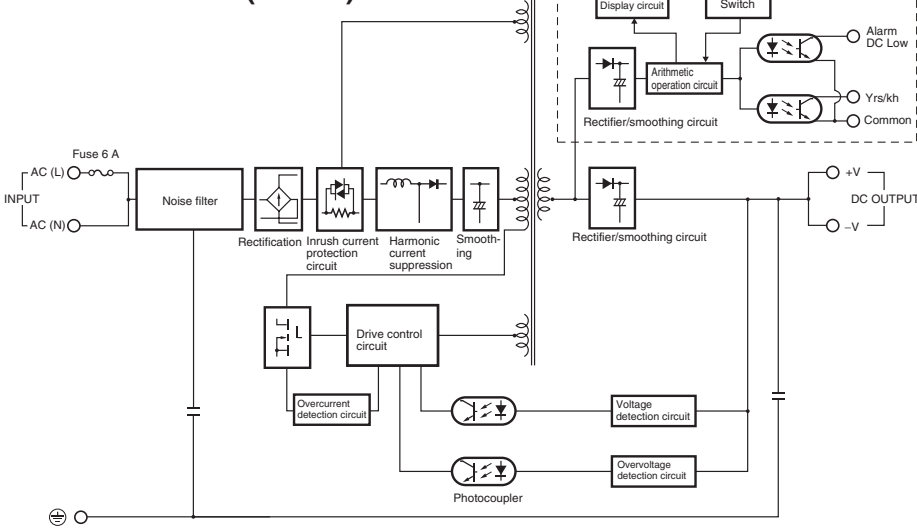 Display circuit
Switch
Alarm
DC Low
Arithmetic
operation circuit
Yrs/kh
Common
Rectifier/smoothing circuit
Fuse 6 A
AC (L)
INPUT
AC (N)
Noise filter
+V
DC OUTPUT
–V
Rectification
Inrush current
protection
circuit
Harmonic
current
suppression
Smooth-
ing
Rectifier/smoothing circuit
Drive control
circuit
Overcurrent
detection circuit
Voltage
detection circuit
Overvoltage
detection circuit
Photocoupler